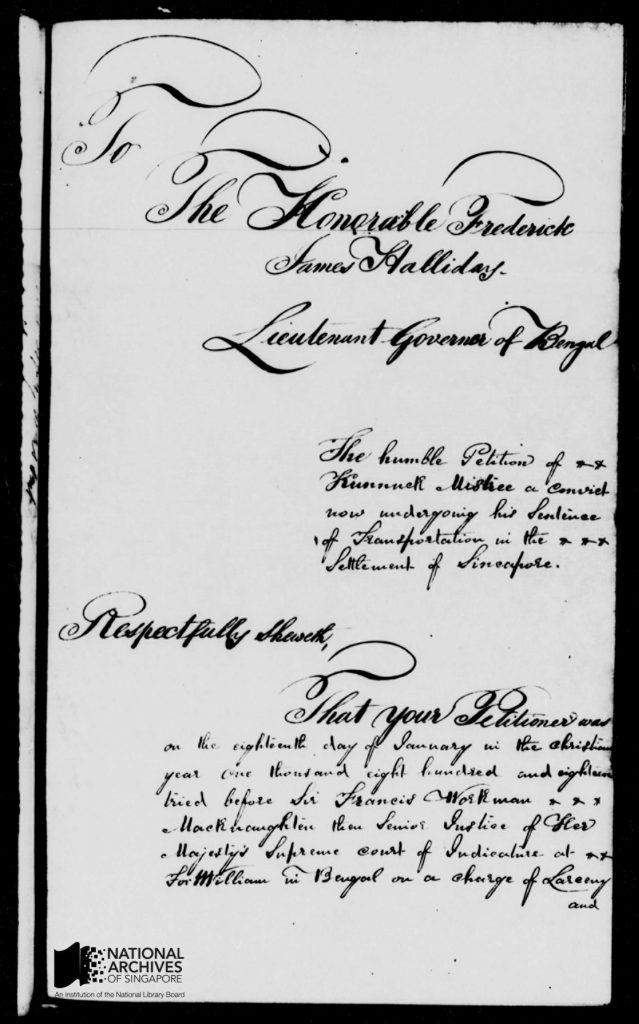 To
The Honorable Frederick
James Halliday.
Lieutenant Governor of Bengal
The humble Petition of
Kunnuck Mistree a convict
now undergoing his Sentence
of Transportation in the
Settlement of Sincapore.
Respectfully sheweth,
That your Petitioner was
on the eighteenth day of January in the christian
year one thousand eight hundred and eighteen
tried before Sir Francis Workman
Macknaughten then Senior Justice of Her
Majesty's Supreme court of Judicature at
Fort William in Bengal on a charge of Larceny
and
NATIONAL
ARCHIVES
OF SINGAPORE
An institution of the National Library Board